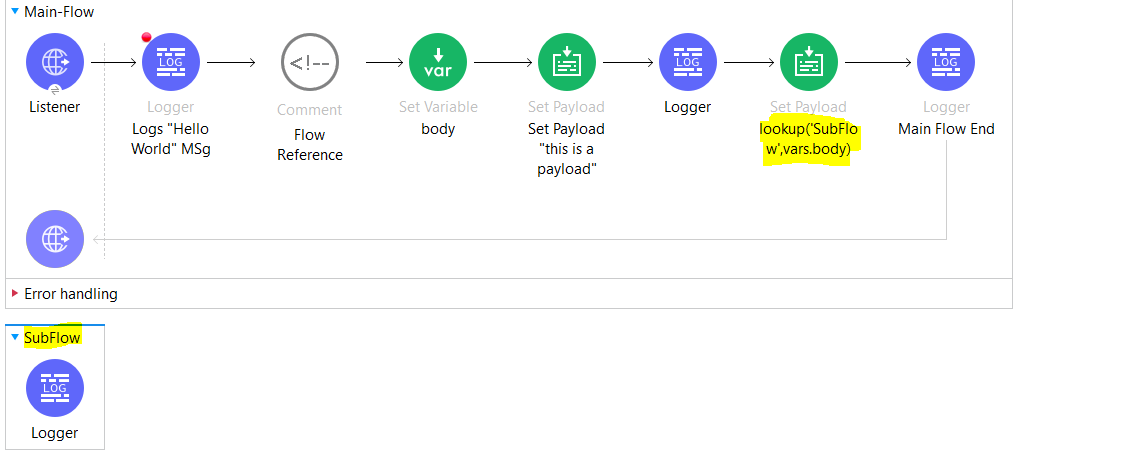 Main-Flow
LOG
<!--
var
LOG
LOG
Listener
Logger
Comment
Set Variable
Set Payload
Logger
Set Payload
Logger
Logs "Hello
World" MSg
Flow
Reference
body
Set Payload
"this is a
payload"
lookup('SubFlo
w',vars.body)
Main Flow End
Error handling
SubFlow
LOG
Logger